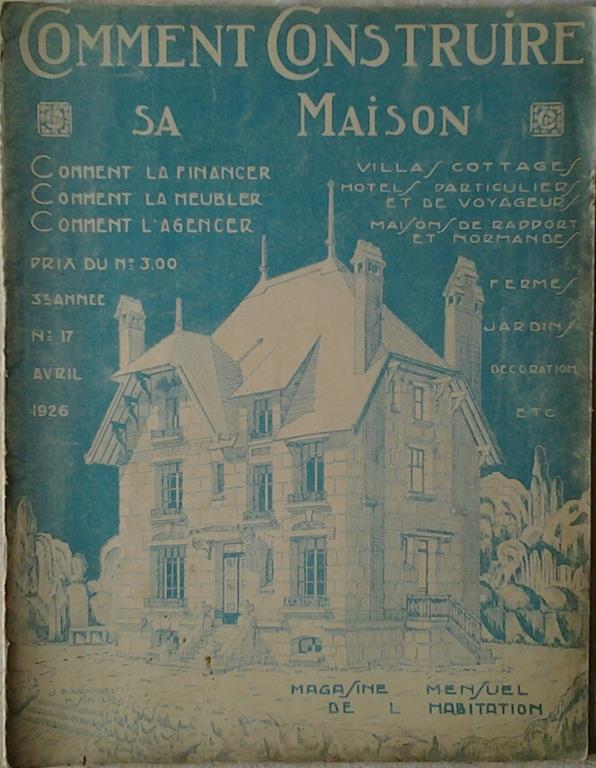 COMMENT CONSTRUIRE
SA MAISON
COMMENT LA FINANCER
COMMENT LA MEUBLER
COMMENT L'AGENCER
PRIX DU Nº 3.00
3E ANNEE
Nº 17
AVRIL
1926
VILLAS COTTAGES
HOTELS PARTICULIERS
ET DE VOYAGEURS
MAISONS DE RAPPORT
ET NORMANDES
FERMES
JARDINS
DECORATION
ETC
MAGASINE MENSUEL
DE L HABITATION